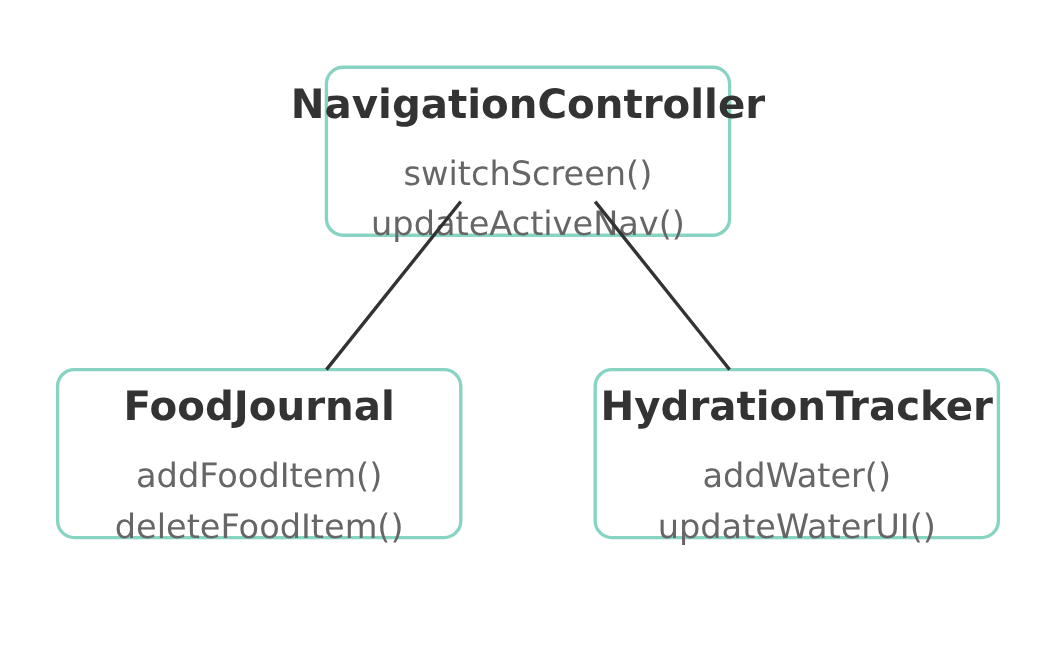 NavigationController
switchScreen()
updateActiveNav()
FoodJournal
addFoodItem()
deleteFoodItem()
HydrationTracker
addWater()
updateWaterUI()